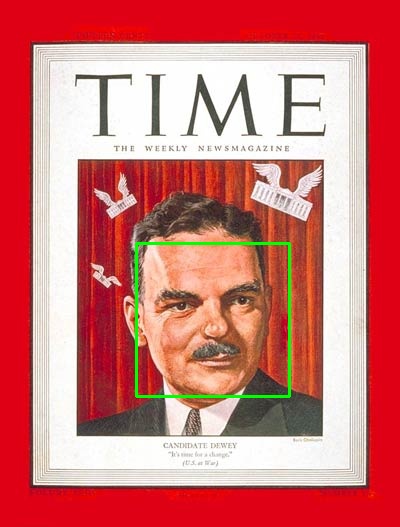 TIME
THE WEEKLY NEWSMAGAZINE
CANDIDATE DEWEY
"It's time for a change."
(U.S. at War)